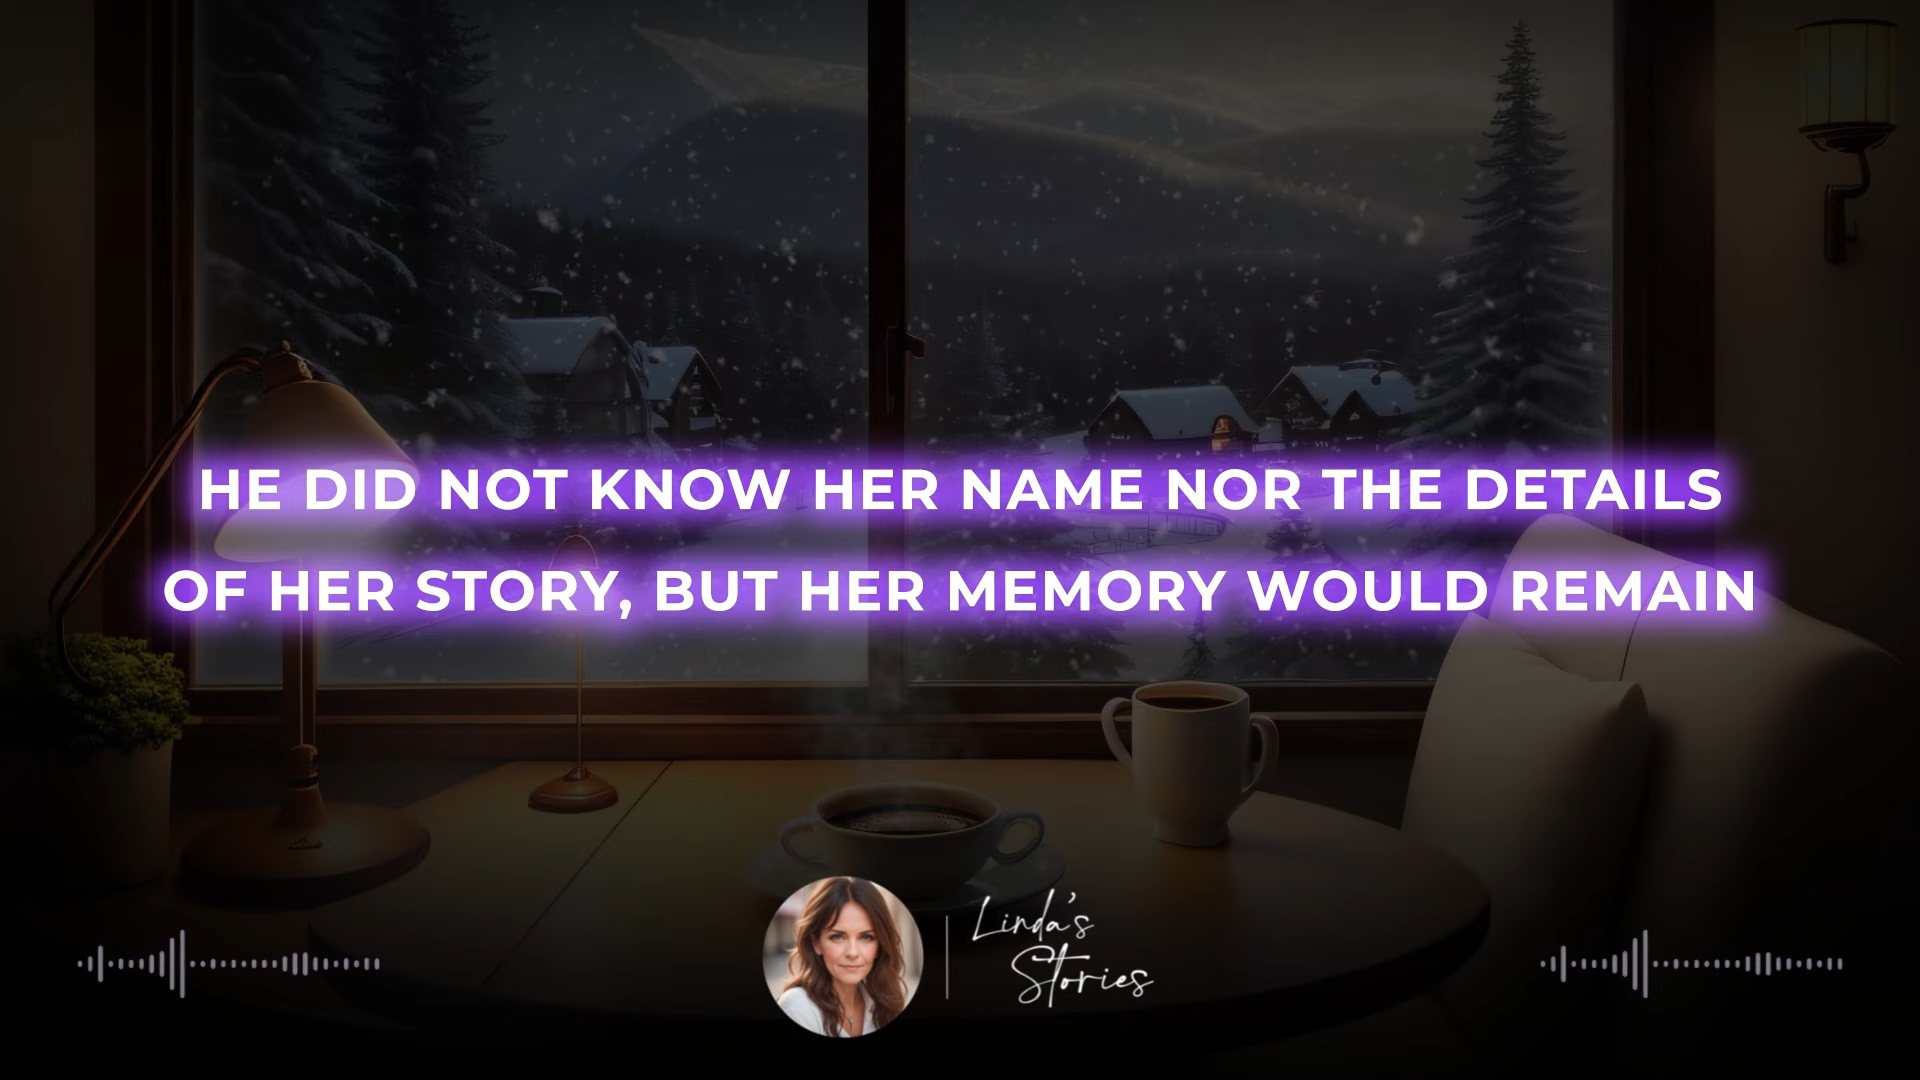 HE DID NOT KNOW HER NAME NOR THE DETAILS
OF HER STORY, BUT HER MEMORY WOULD REMAIN
Linda's
Stories